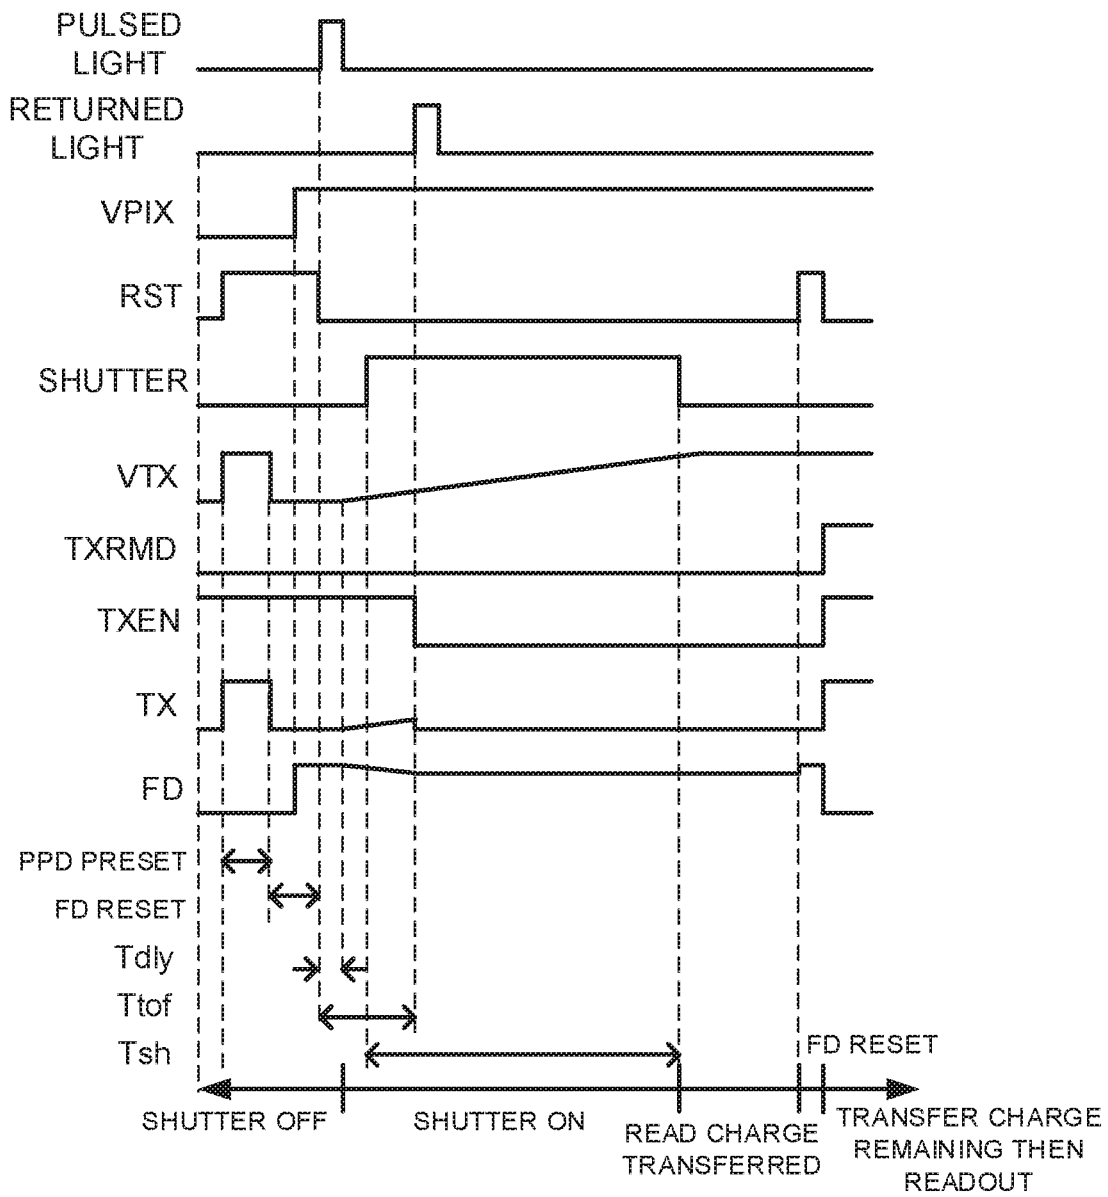 PULSED
LIGHT
RETURNED
LIGHT
VPIX
RST
SHUTTER
VTX
TXRMD
TXEN
TX
FD
PPD PRESET
FD RESET
Tdly
Ttof
Tsh
FD RESET
SHUTTER OFF
SHUTTER ON
READ CHARGE
TRANSFERRED
TRANSFER CHARGE
REMAINING THEN
READOUT